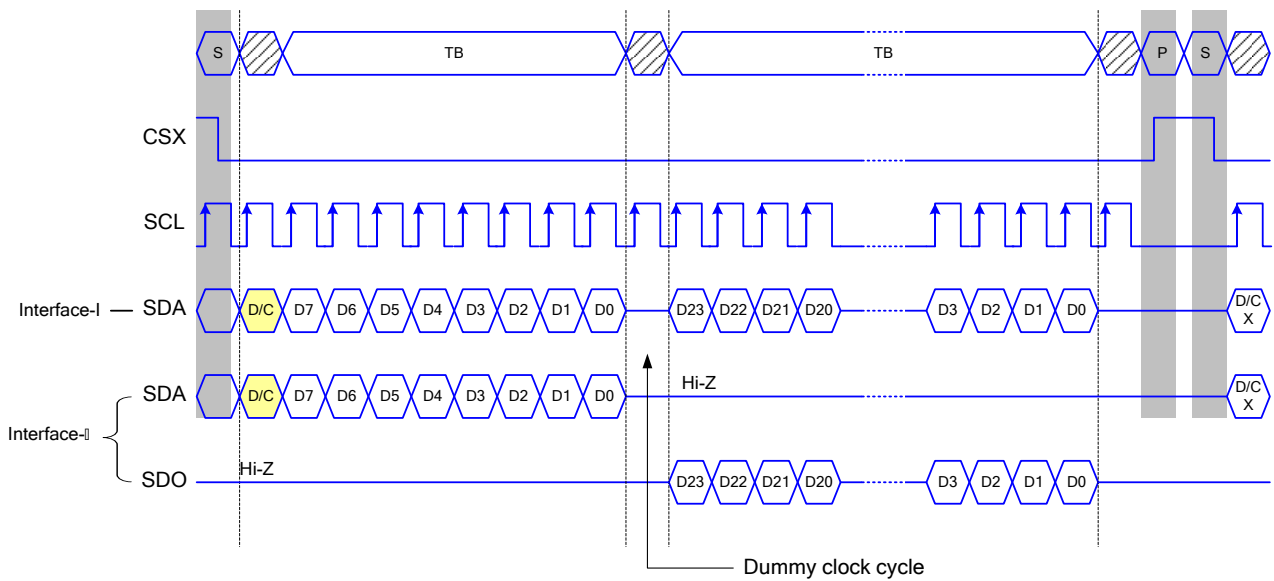 S TB TB P S
CSX
SCL
Interface-I SDA D/C D7 D6 D5 D4 D3 D2 D1 D0 D23 D22 D21 D20 D3 D2 D1 D0 D/C X
SDA D/C D7 D6 D5 D4 D3 D2 D1 D0 Hi-Z D/C X
Interface-▯
SDO Hi-Z D23 D22 D21 D20 D3 D2 D1 D0
Dummy clock cycle